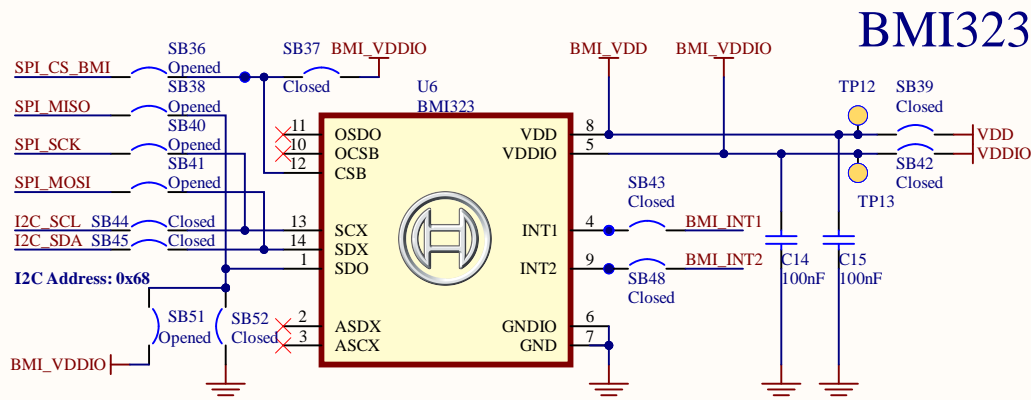 BMI323
SB36
SPI_CS_BMI
Opened
SB37
Closed
BMI_VDDIO
BMI_VDD
BMI_VDDIO
SB38
SPI_MISO
Opened
SB40
SPI_SCK
Opened
SB41
SPI_MOSI
Opened
I2C_SCL
SB44
Closed
I2C_SDA
SB45
Closed
I2C Address: 0x68
SB51
Opened
SB52
Closed
BMI_VDDIO
U6
BMI323
11
OSDO
10
OCSB
12
CSB
13
SCX
14
SDX
1
SDO
2
ASDX
3
ASCX
VDD
8
VDDIO
5
INT1
4
INT2
9
GNDIO
6
GND
7
SB43
Closed
BMI_INT1
BMI_INT2
SB48
Closed
TP12
SB39
Closed
VDD
VDDIO
SB42
Closed
TP13
C14
100nF
C15
100nF